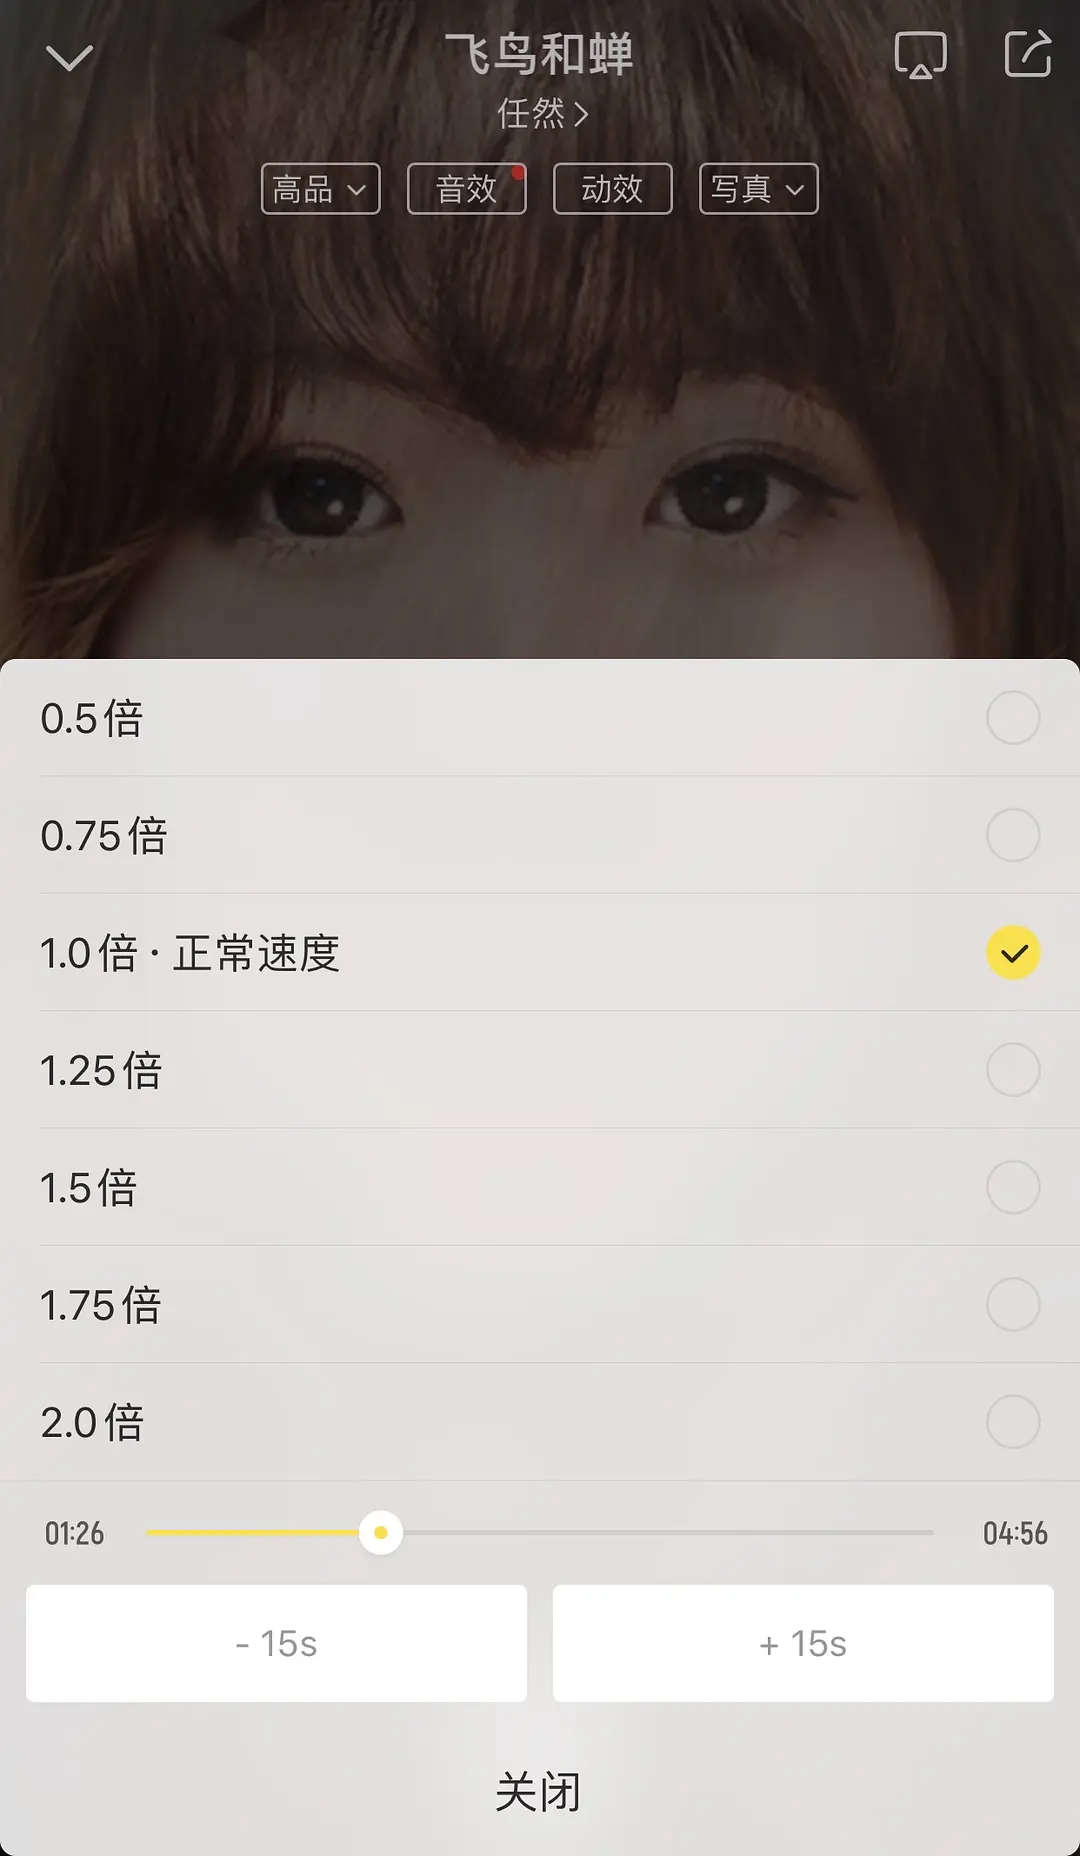 飞鸟和蝉
任然
高品 音效 动效 写真
0.5倍
0.75倍
1.0倍 · 正常速度
1.25倍
1.5倍
1.75倍
2.0倍
01:26 04:56
- 15s + 15s
关闭